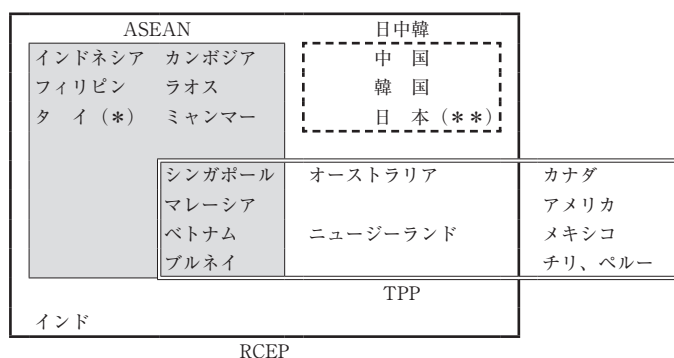 ASEAN 日中韓
インドネシア カンボジア 中 国
フィリピン ラオス 韓 国
タ イ (*) ミャンマー 日 本 (**)
シンガポール オーストラリア カナダ
マレーシア アメリカ
ベトナム ニュージーランド メキシコ
ブルネイ チリ、ペルー
TPP
インド
RCEP